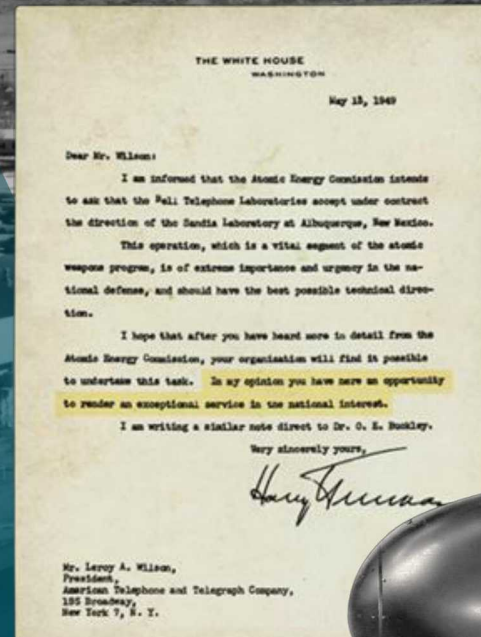 THE WHITE HOUSE
WASHINGTON
May 13, 1949
Dear Mr. Wilson:
I am informed that the Atomic Energy Commission intends
to ask that the Bell Telephone Laboratories accept under contract
the direction of the Sandia Laboratory at Albuquerque, New Mexico.
This operation, which is a vital segment of the atomic
weapons program, is of extreme importance and urgency in the na-
tional defense, and should have the best possible technical direc-
tion.
I hope that after you have heard more in detail from the
Atomic Energy Commission, your organization will find it possible
to undertake this task. In my opinion you have here an opportunity
to render an exceptional service in the national interest.
I am writing a similar note direct to Dr. O. E. Buckley.
Very sincerely yours,
Harry Truman
Mr. Leroy A. Wilson,
President,
American Telephone and Telegraph Company,
195 Broadway,
New York 7, N. Y.